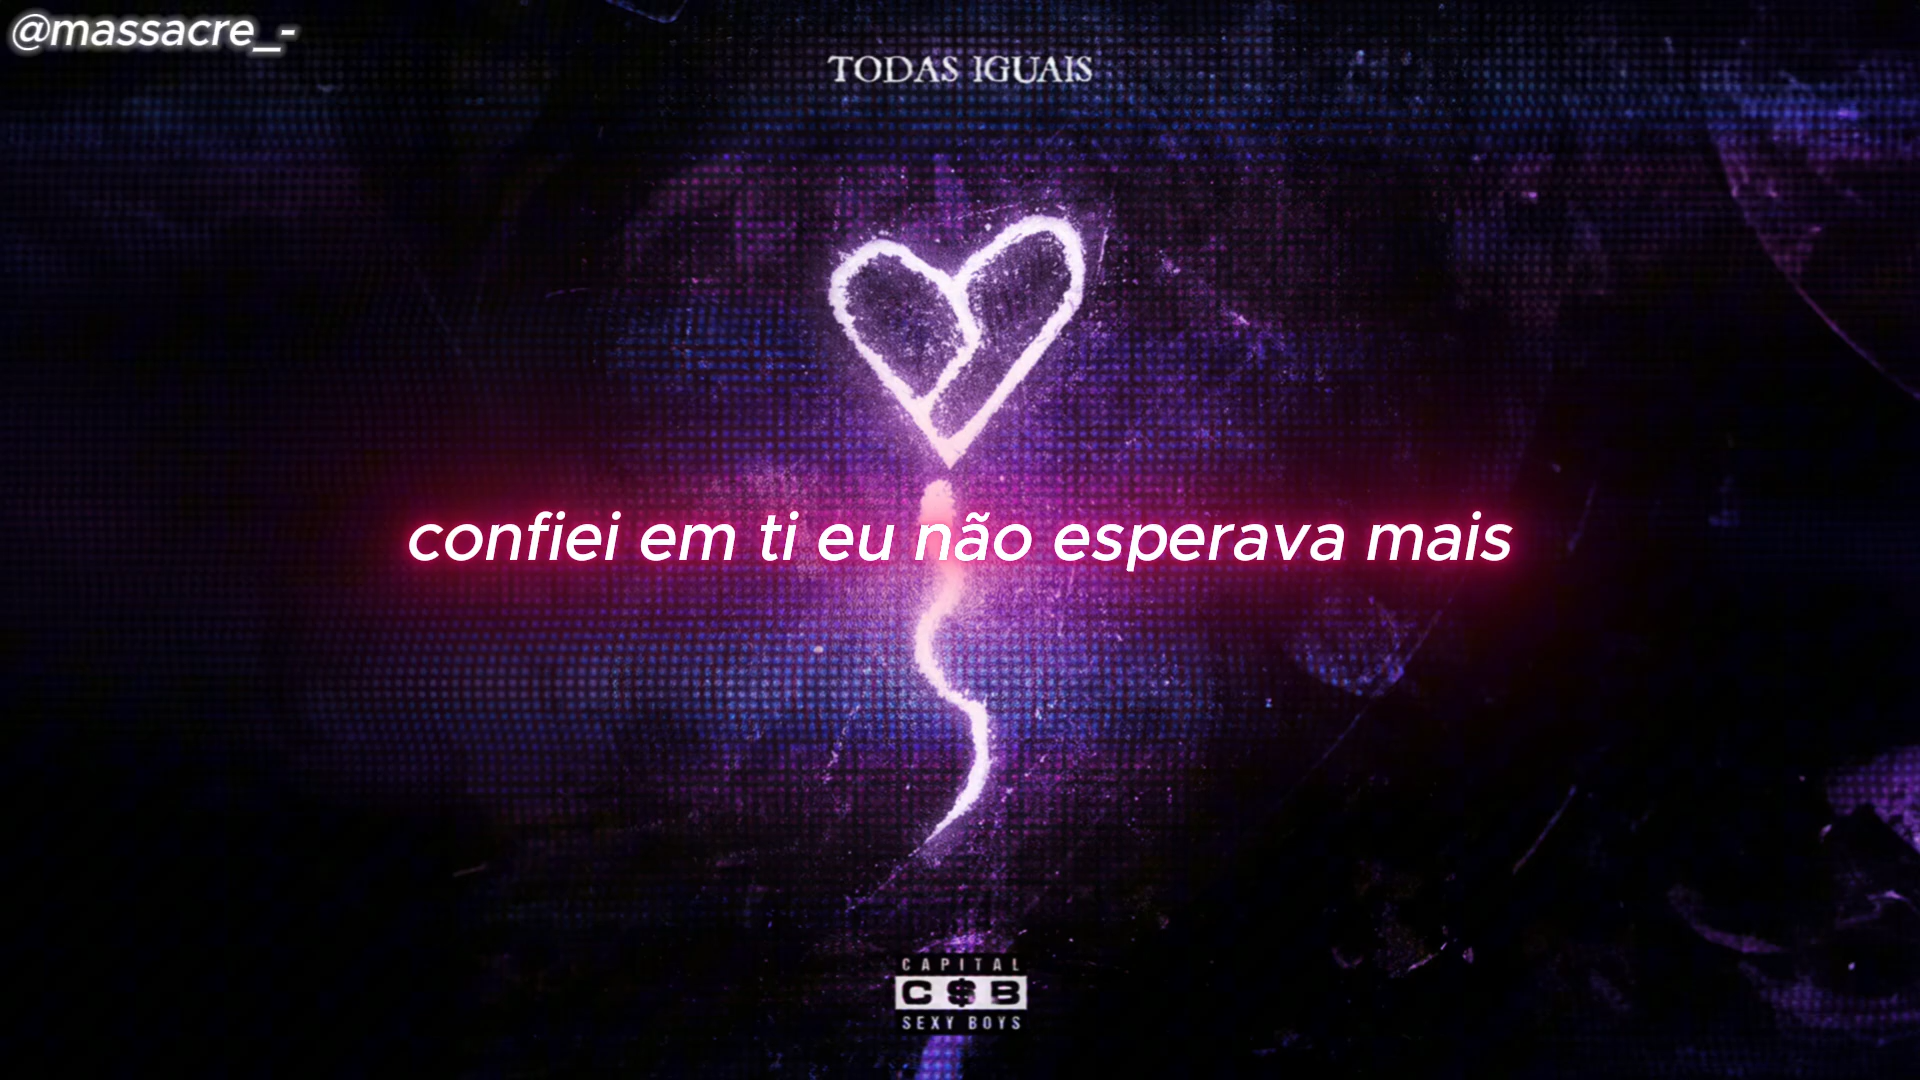 @massacre_-
TODAS IGUAIS
confiei em ti eu não esperava mais
CAPITAL
C$B
SEXY BOYS